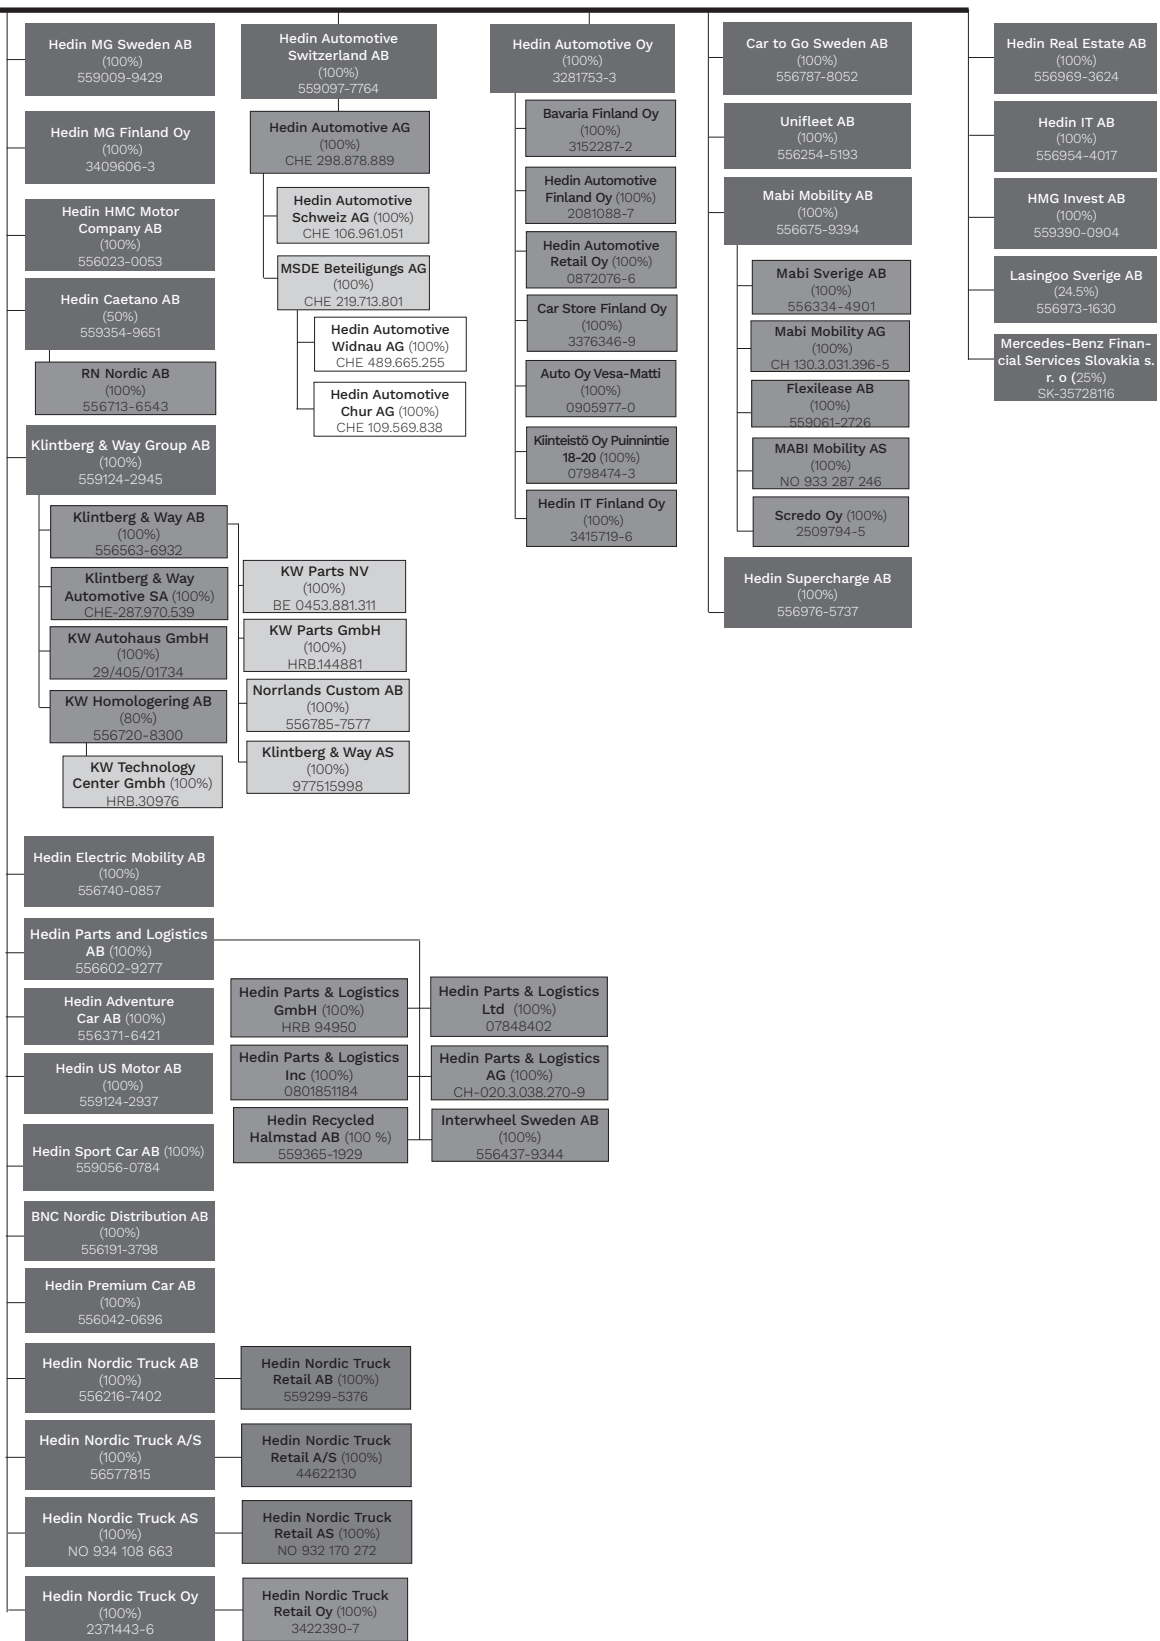 Hedin MG Sweden AB
(100%)
559009-9429
Hedin MG Finland Oy
(100%)
3409606-3
Hedin HMC Motor
Company AB
(100%)
556023-0053
Hedin Caetano AB
(50%)
559354-9651
RN Nordic AB
(100%)
556713-6543
Klintberg & Way Group AB
(100%)
559124-2945
Klintberg & Way AB
(100%)
556563-6932
Klintberg & Way
Automotive SA (100%)
CHE-287.970.539
KW Autohaus GmbH
(100%)
29/405/01734
KW Homologering AB
(80%)
556720-8300
KW Technology
Center Gmbh (100%)
HRB.30976
KW Parts NV
(100%)
BE 0453.881.311
KW Parts GmbH
(100%)
HRB.144881
Norrlands Custom AB
(100%)
556785-7577
Klintberg & Way AS
(100%)
977515998
Hedin Electric Mobility AB
(100%)
556740-0857
Hedin Parts and Logistics
AB (100%)
556602-9277
Hedin Parts & Logistics
GmbH (100%)
HRB 94950
Hedin Parts & Logistics
Ltd (100%)
07848402
Hedin Parts & Logistics
Inc (100%)
0801851184
Hedin Parts & Logistics
AG (100%)
CH-020.3.038.270-9
Hedin Recycled
Halmstad AB (100 %)
559365-1929
Interwheel Sweden AB
(100%)
556437-9344
Hedin Adventure
Car AB (100%)
556371-6421
Hedin US Motor AB
(100%)
559124-2937
Hedin Sport Car AB (100%)
559056-0784
BNC Nordic Distribution AB
(100%)
556191-3798
Hedin Premium Car AB
(100%)
556042-0696
Hedin Nordic Truck AB
(100%)
556216-7402
Hedin Nordic Truck
Retail AB (100%)
559299-5376
Hedin Nordic Truck A/S
(100%)
56577815
Hedin Nordic Truck
Retail A/S (100%)
44622130
Hedin Nordic Truck AS
(100%)
NO 934 108 663
Hedin Nordic Truck
Retail AS (100%)
NO 932 170 272
Hedin Nordic Truck Oy
(100%)
2371443-6
Hedin Nordic Truck
Retail Oy (100%)
3422390-7
Hedin Automotive
Switzerland AB
(100%)
559097-7764
Hedin Automotive AG
(100%)
CHE 298.878.889
Hedin Automotive
Schweiz AG (100%)
CHE 106.961.051
MSDE Beteiligungs AG
(100%)
CHE 219.713.801
Hedin Automotive
Widnau AG (100%)
CHE 489.665.255
Hedin Automotive
Chur AG (100%)
CHE 109.569.838
Hedin Automotive Oy
(100%)
3281753-3
Bavaria Finland Oy
(100%)
3152287-2
Hedin Automotive
Finland Oy (100%)
2081088-7
Hedin Automotive
Retail Oy (100%)
0872076-6
Car Store Finland Oy
(100%)
3376346-9
Auto Oy Vesa-Matti
(100%)
0905977-0
Kiinteistö Oy Puinnintie
18-20 (100%)
0798474-3
Hedin IT Finland Oy
(100%)
3415719-6
Car to Go Sweden AB
(100%)
556787-8052
Unifleet AB
(100%)
556254-5193
Mabi Mobility AB
(100%)
556675-9394
Mabi Sverige AB
(100%)
556334-4901
Mabi Mobility AG
(100%)
CH 130.3.031.396-5
Flexilease AB
(100%)
559061-2726
MABI Mobility AS
(100%)
NO 933 287 246
Scredo Oy (100%)
2509794-5
Hedin Supercharge AB
(100%)
556976-5737
Hedin Real Estate AB
(100%)
556969-3624
Hedin IT AB
(100%)
556954-4017
HMG Invest AB
(100%)
559390-0904
Lasingoo Sverige AB
(24.5%)
556973-1630
Mercedes-Benz Finan-
cial Services Slovakia s.
r. o (25%)
SK-35728116